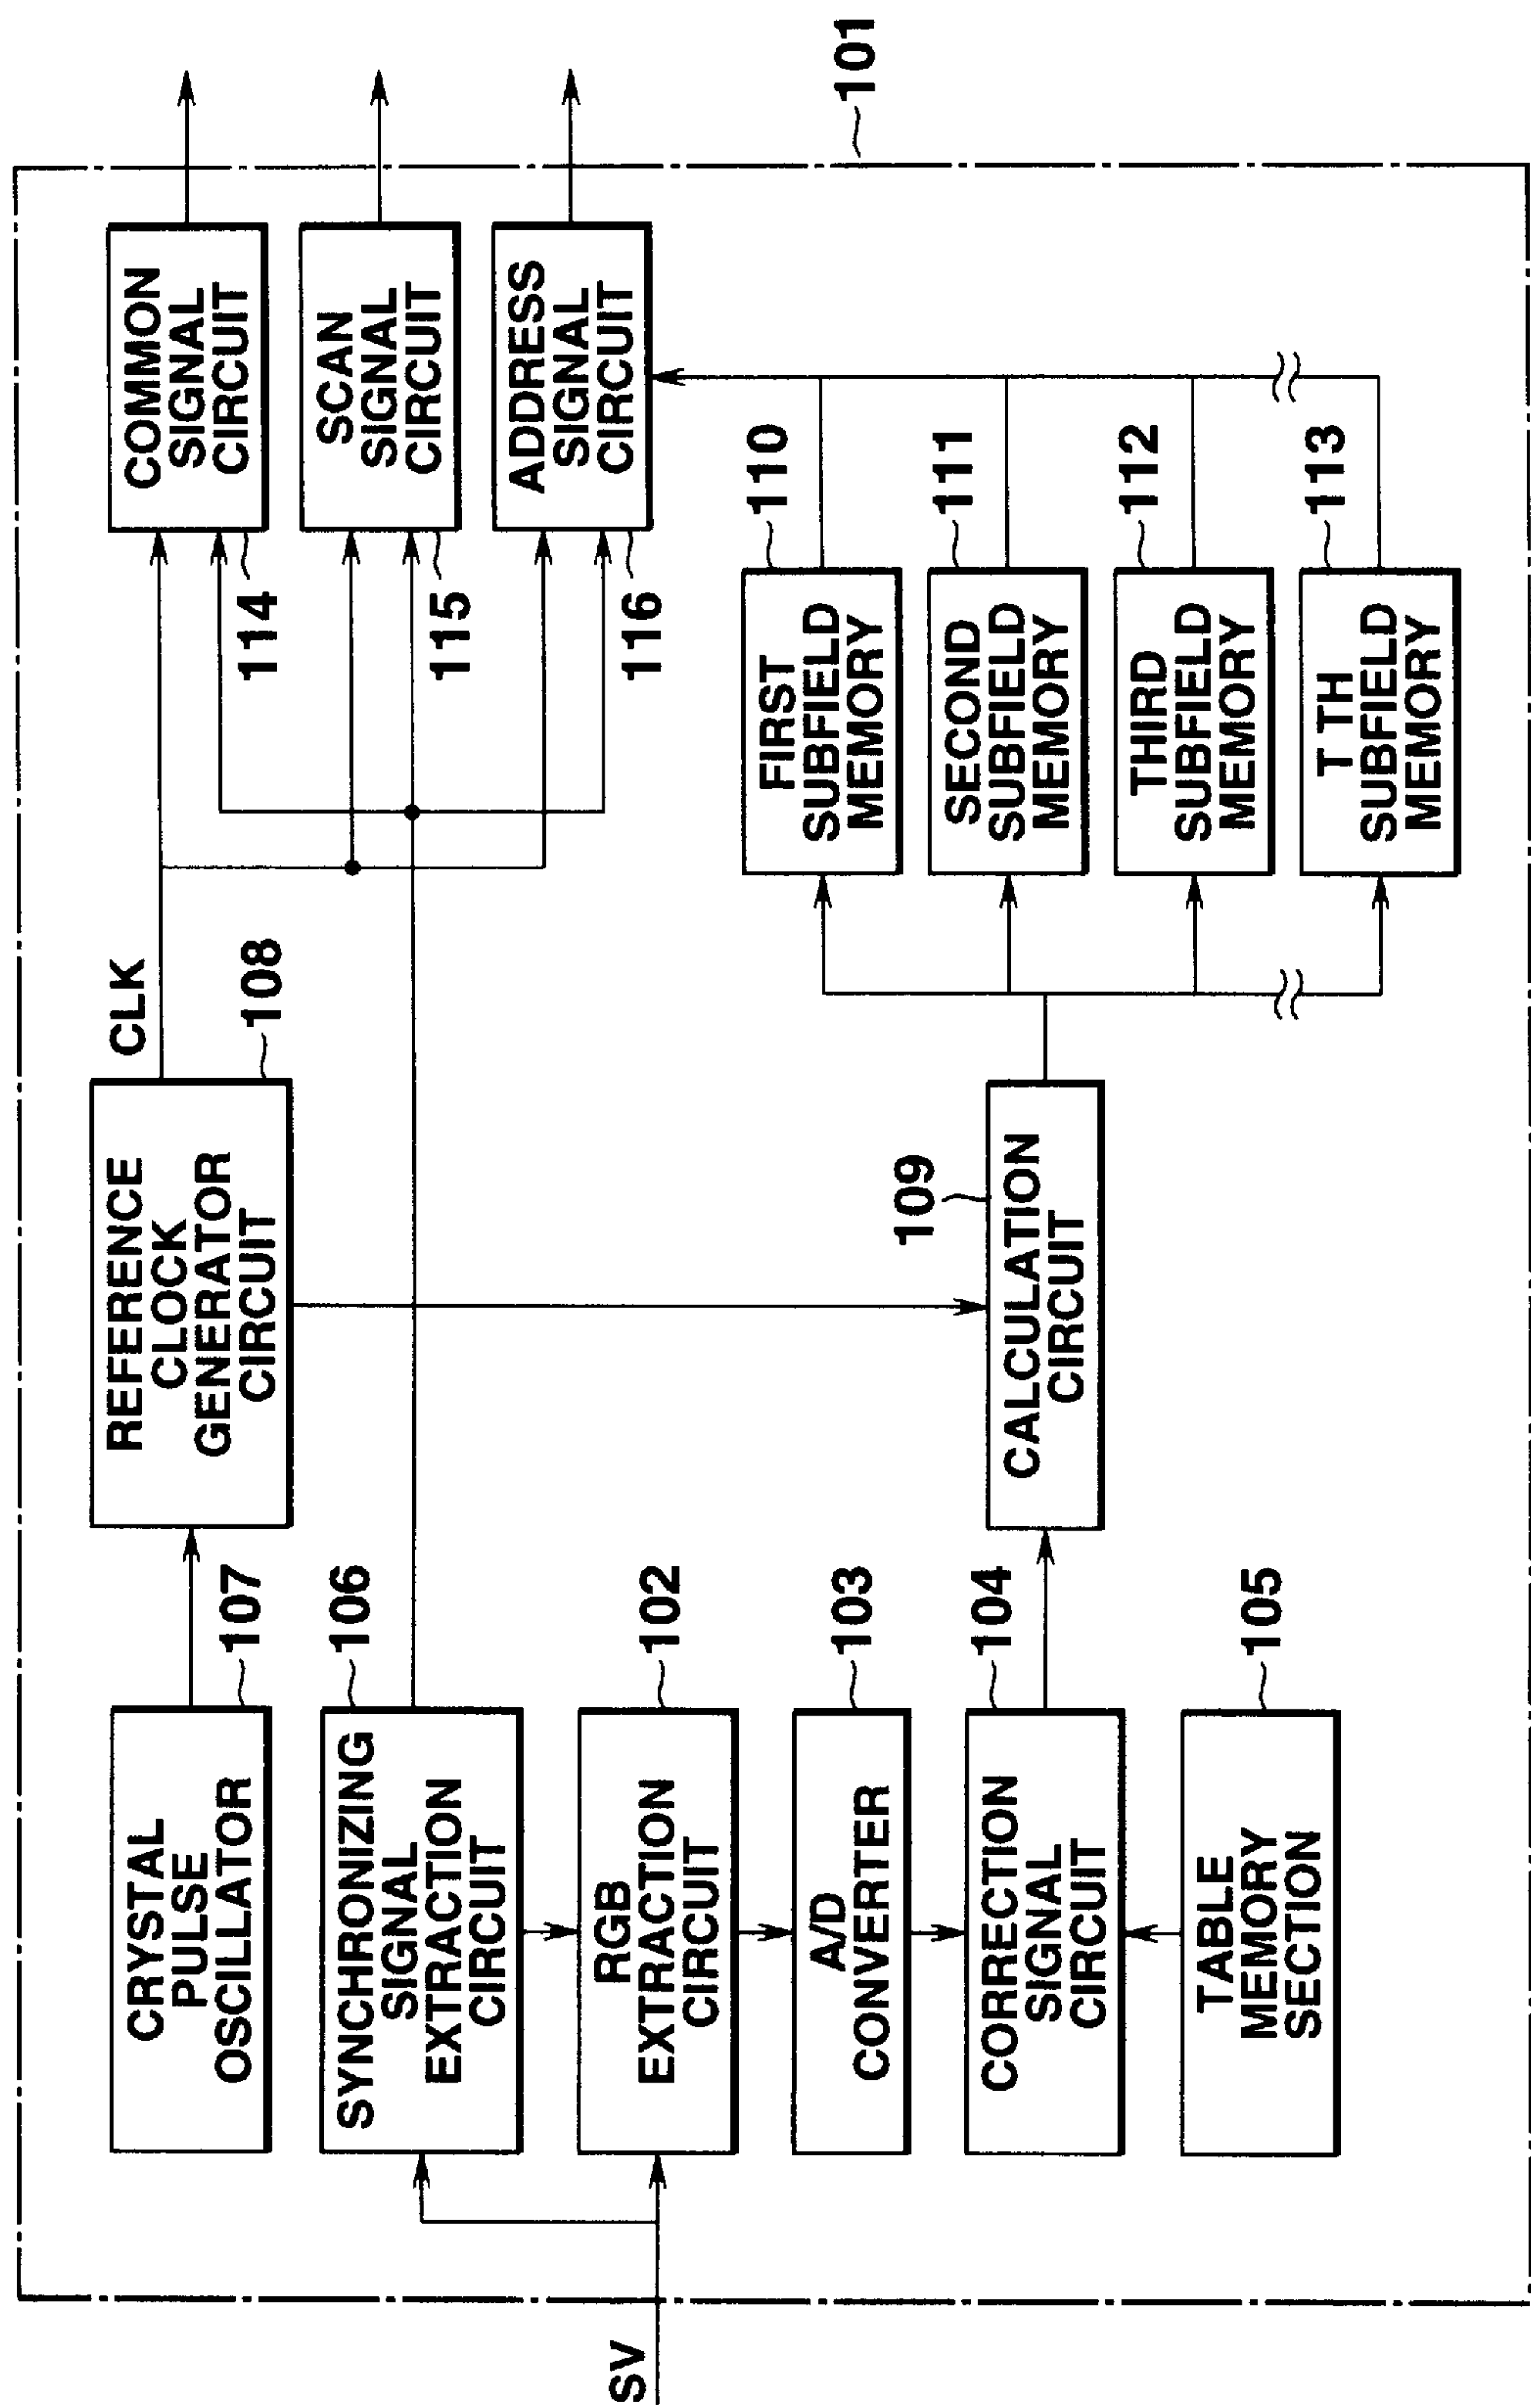 SV
101
CRYSTAL
PULSE
OSCILLATOR
107
REFERENCE
CLOCK
GENERATOR
CIRCUIT
108
CLK
COMMON
SIGNAL
CIRCUIT
114
SYNCHRONIZING
SIGNAL
EXTRACTION
CIRCUIT
106
SCAN
SIGNAL
CIRCUIT
115
RGB
EXTRACTION
CIRCUIT
102
ADDRESS
SIGNAL
CIRCUIT
116
A/D
CONVERTER
103
CORRECTION
SIGNAL
CIRCUIT
104
TABLE
MEMORY
SECTION
105
CALCULATION
CIRCUIT
109
FIRST
SUBFIELD
MEMORY
110
SECOND
SUBFIELD
MEMORY
111
THIRD
SUBFIELD
MEMORY
112
T TH
SUBFIELD
MEMORY
113